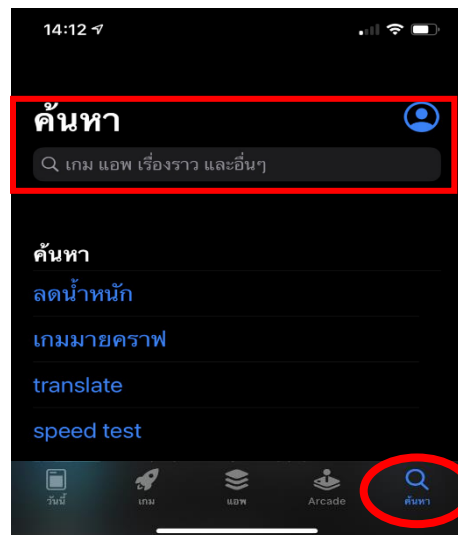 14:12
ค้นหา
เกม แอพ เรื่องราว และอื่นๆ
ค้นหา
ลดน้ำหนัก
เกมมายคราฟ
translate
speed test
วันนี้ เกม แอพ Arcade ค้นหา